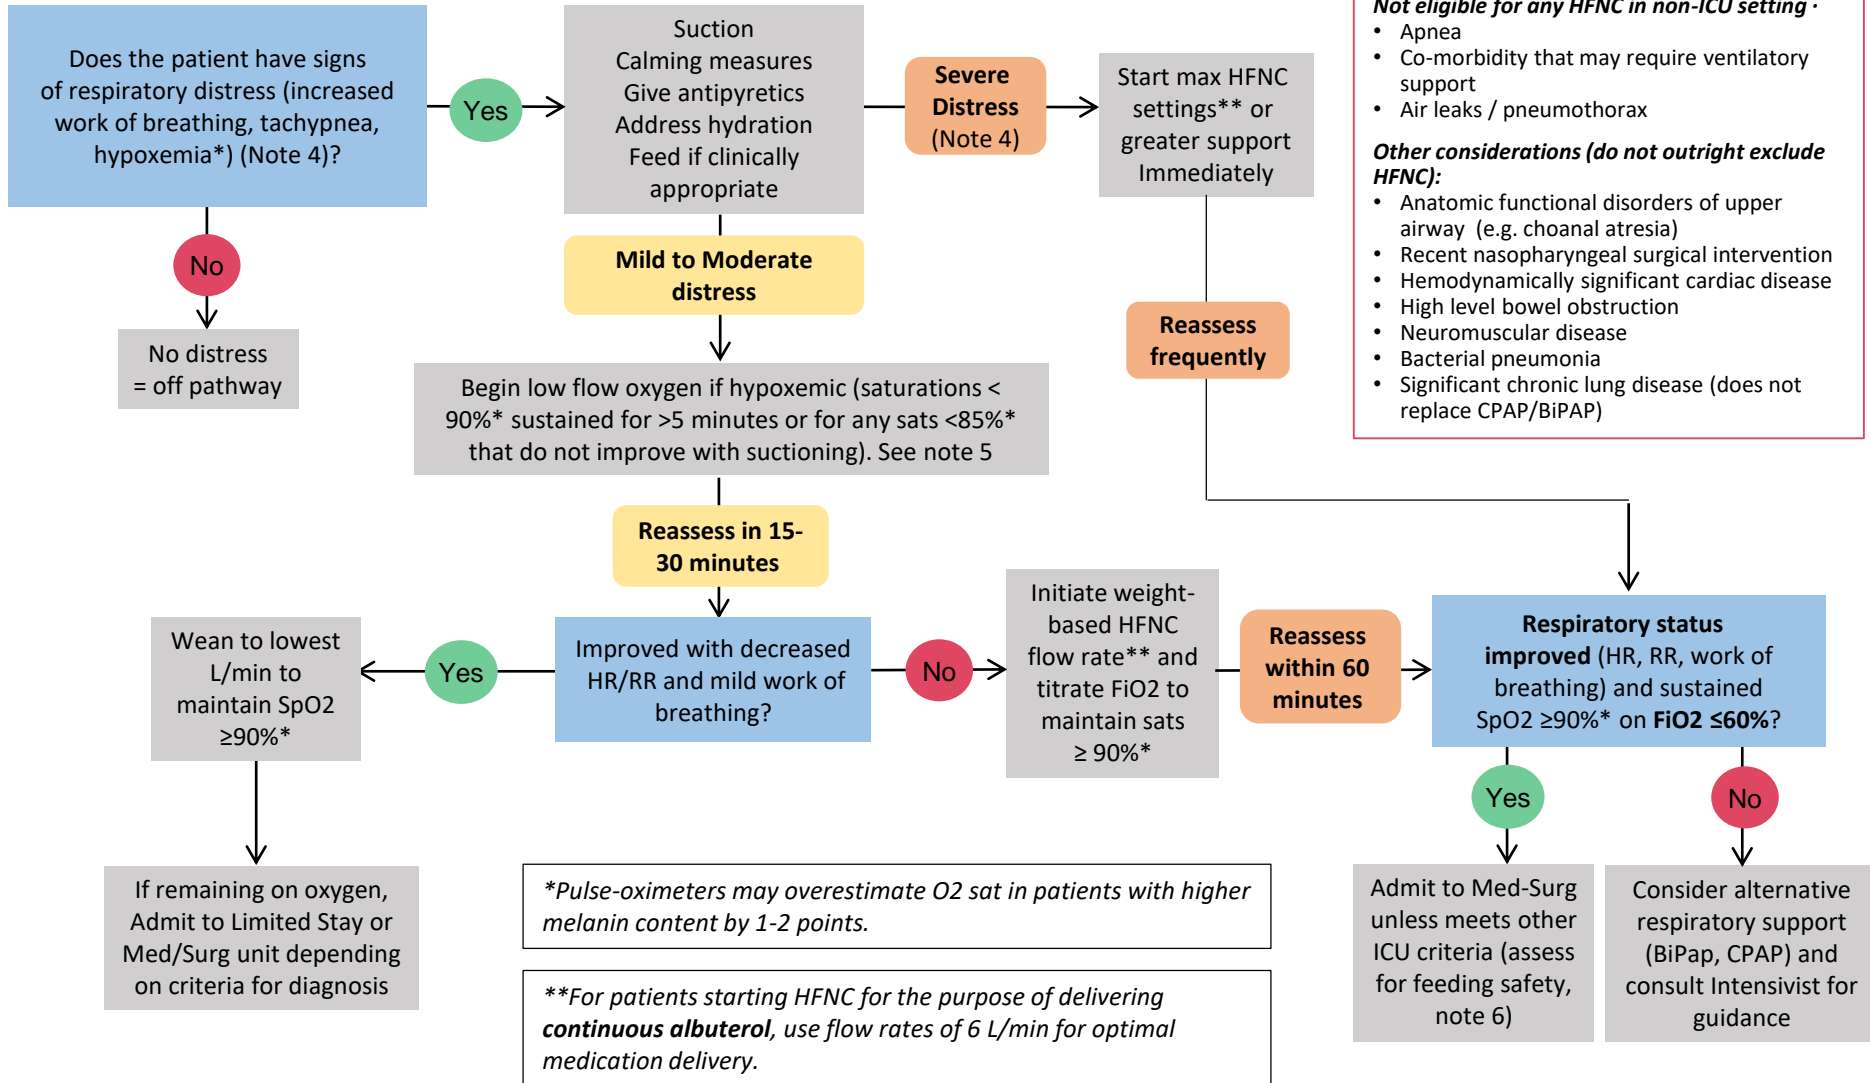 Does the patient have signs
of respiratory distress (increased
work of breathing, tachypnea,
hypoxemia*) (Note 4)?
Yes
No
No distress
= off pathway
Suction
Calming measures
Give antipyretics
Address hydration
Feed if clinically
appropriate
Severe
Distress
(Note 4)
Start max HFNC
settings** or
greater support
Immediately
Mild to Moderate
distress
Reassess
frequently
Begin low flow oxygen if hypoxemic (saturations <
90%* sustained for >5 minutes or for any sats <85%*
that do not improve with suctioning). See note 5
Reassess in 15-
30 minutes
Improved with decreased
HR/RR and mild work of
breathing?
Yes
Wean to lowest
L/min to
maintain SpO2
≥90%*
If remaining on oxygen,
Admit to Limited Stay or
Med/Surg unit depending
on criteria for diagnosis
No
Initiate weight-
based HFNC
flow rate** and
titrate FiO2 to
maintain sats
≥ 90%*
Reassess
within 60
minutes
Respiratory status
improved (HR, RR, work of
breathing) and sustained
SpO2 ≥90%* on FiO2 ≤60%?
Yes
No
Admit to Med-Surg
unless meets other
ICU criteria (assess
for feeding safety,
note 6)
Consider alternative
respiratory support
(BiPap, CPAP) and
consult Intensivist for
guidance
Not eligible for any HFNC in non-ICU setting ·
• Apnea
• Co-morbidity that may require ventilatory
support
• Air leaks / pneumothorax
Other considerations (do not outright exclude
HFNC):
• Anatomic functional disorders of upper
airway (e.g. choanal atresia)
• Recent nasopharyngeal surgical intervention
• Hemodynamically significant cardiac disease
• High level bowel obstruction
• Neuromuscular disease
• Bacterial pneumonia
• Significant chronic lung disease (does not
replace CPAP/BiPAP)
*Pulse-oximeters may overestimate O2 sat in patients with higher
melanin content by 1-2 points.
**For patients starting HFNC for the purpose of delivering
continuous albuterol, use flow rates of 6 L/min for optimal
medication delivery.